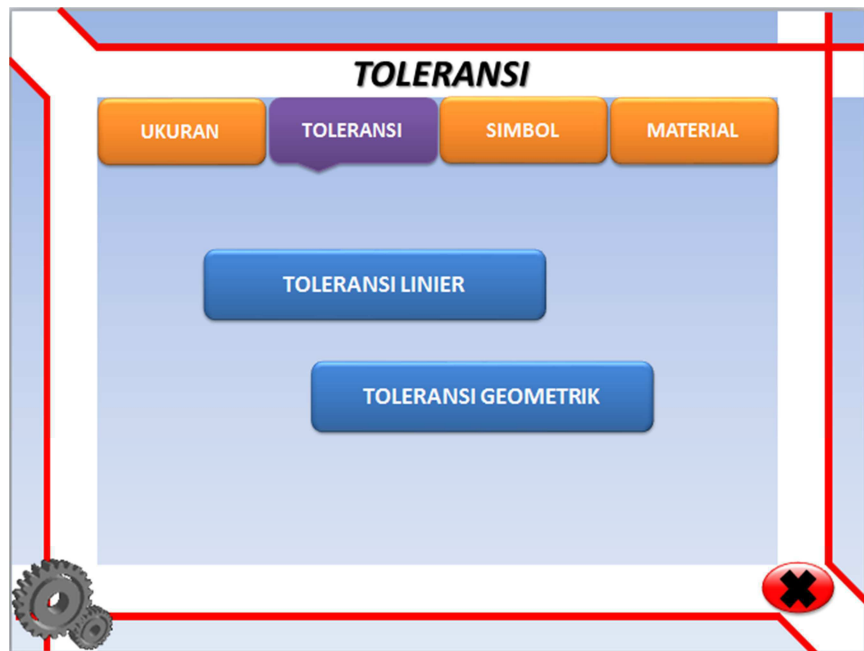 TOLERANSI
UKURAN TOLERANSI SIMBOL MATERIAL
TOLERANSI LINIER
TOLERANSI GEOMETRIK